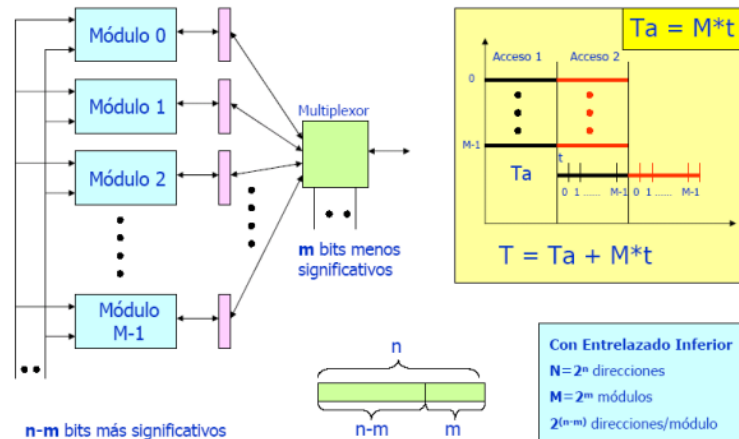 Módulo 0
Módulo 1
Módulo 2
Módulo
M-1
n-m bits más significativos
Multiplexor
m bits menos
significativos
n
n-m
m
Ta = M*t
Acceso 1
Acceso 2
0
M-1
Ta
t
0 1 ...... M-1 0 1 ...... M-1
T = Ta + M*t
Con Entrelazado Inferior
N=2ⁿ direcciones
M=2ᵐ módulos
2⁽ⁿ⁻ᵐ⁾ direcciones/módulo